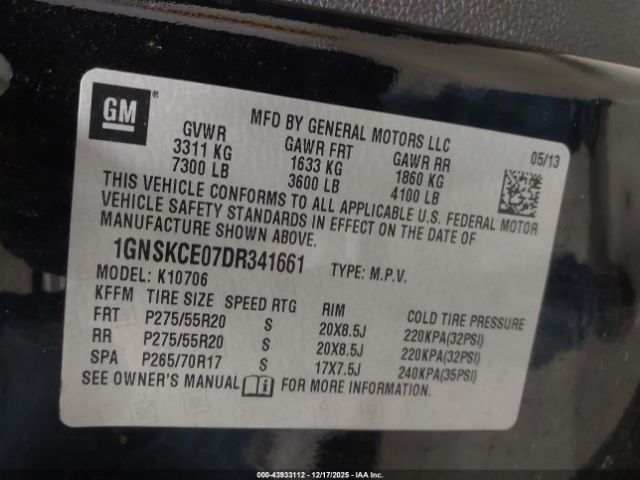 GM
MFD BY GENERAL MOTORS LLC
GVWR GAWR FRT GAWR RR 05/13
3311 KG 1633 KG 1860 KG
7300 LB 3600 LB 4100 LB
THIS VEHICLE CONFORMS TO ALL APPLICABLE U.S. FEDERAL MOTOR
VEHICLE SAFETY STANDARDS IN EFFECT ON THE DATE OF
MANUFACTURE SHOWN ABOVE.
1GNSKCE07DR341661 TYPE: M.P.V.
MODEL: K10706
KFFM TIRE SIZE SPEED RTG RIM COLD TIRE PRESSURE
FRT P275/55R20 S 20X8.5J 220KPA(32PSI)
RR P275/55R20 S 20X8.5J 220KPA(32PSI)
SPA P265/70R17 S 17X7.5J 240KPA(35PSI)
SEE OWNER'S MANUAL FOR MORE INFORMATION.
000-43933112 - 12/17/2025 - IAAI.COM